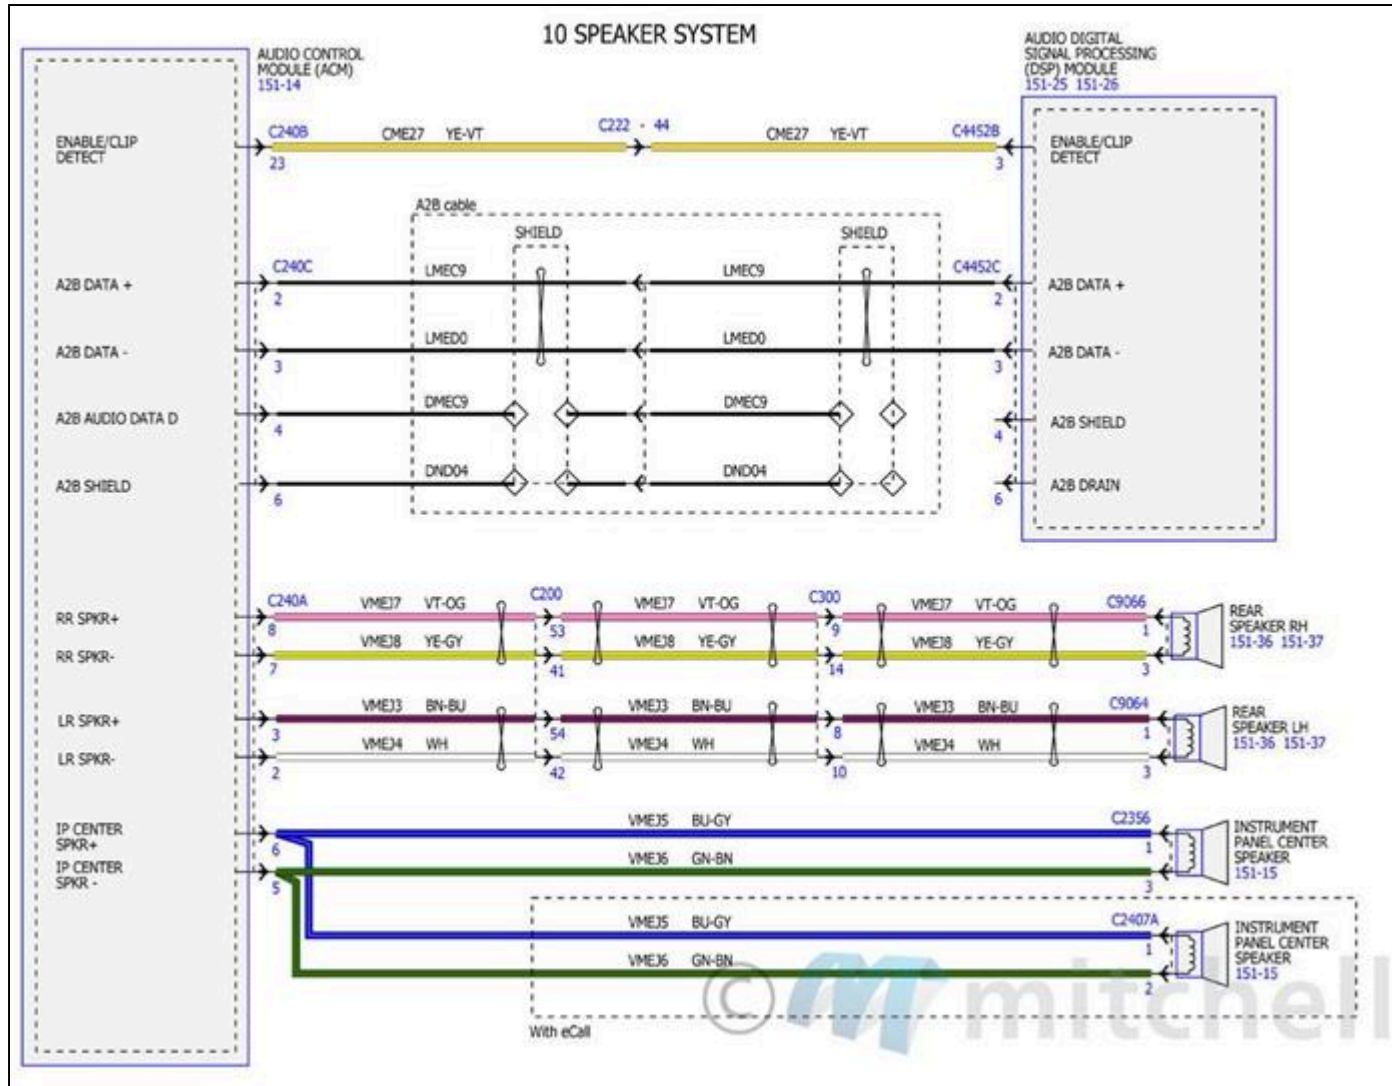 10 SPEAKER SYSTEM
AUDIO CONTROL
MODULE (ACM)
151-14
AUDIO DIGITAL
SIGNAL PROCESSING
(DSP) MODULE
151-25 151-26
ENABLE/CLIP
DETECT
C240B
23
CME27 YE-VT
C222 - 44
CME27 YE-VT
C4452B
3
ENABLE/CLIP
DETECT
A2B cable
SHIELD
SHIELD
A2B DATA +
C240C
2
LMEC9
LMEC9
C4452C
2
A2B DATA +
A2B DATA -
3
LMED0
LMED0
3
A2B DATA -
A2B AUDIO DATA D
4
DMEC9
DMEC9
4
A2B SHIELD
A2B SHIELD
6
DND04
DND04
6
A2B DRAIN
RR SPKR+
C240A
8
VMEJ7 VT-OG
C200
53
VMEJ7 VT-OG
C300
9
VMEJ7 VT-OG
C9066
1
REAR
SPEAKER RH
151-36 151-37
RR SPKR-
7
VMEJ8 YE-GY
41
VMEJ8 YE-GY
14
VMEJ8 YE-GY
3
LR SPKR+
3
VMEJ3 BN-BU
54
VMEJ3 BN-BU
8
VMEJ3 BN-BU
C9064
1
REAR
SPEAKER LH
151-36 151-37
LR SPKR-
2
VMEJ4 WH
42
VMEJ4 WH
10
VMEJ4 WH
3
IP CENTER
SPKR+
6
VMEJ5 BU-GY
C2356
1
INSTRUMENT
PANEL CENTER
SPEAKER
151-15
IP CENTER
SPKR -
5
VMEJ6 GN-BN
3
VMEJ5 BU-GY
C2407A
1
INSTRUMENT
PANEL CENTER
SPEAKER
151-15
VMEJ6 GN-BN
2
With eCall
© mitchell